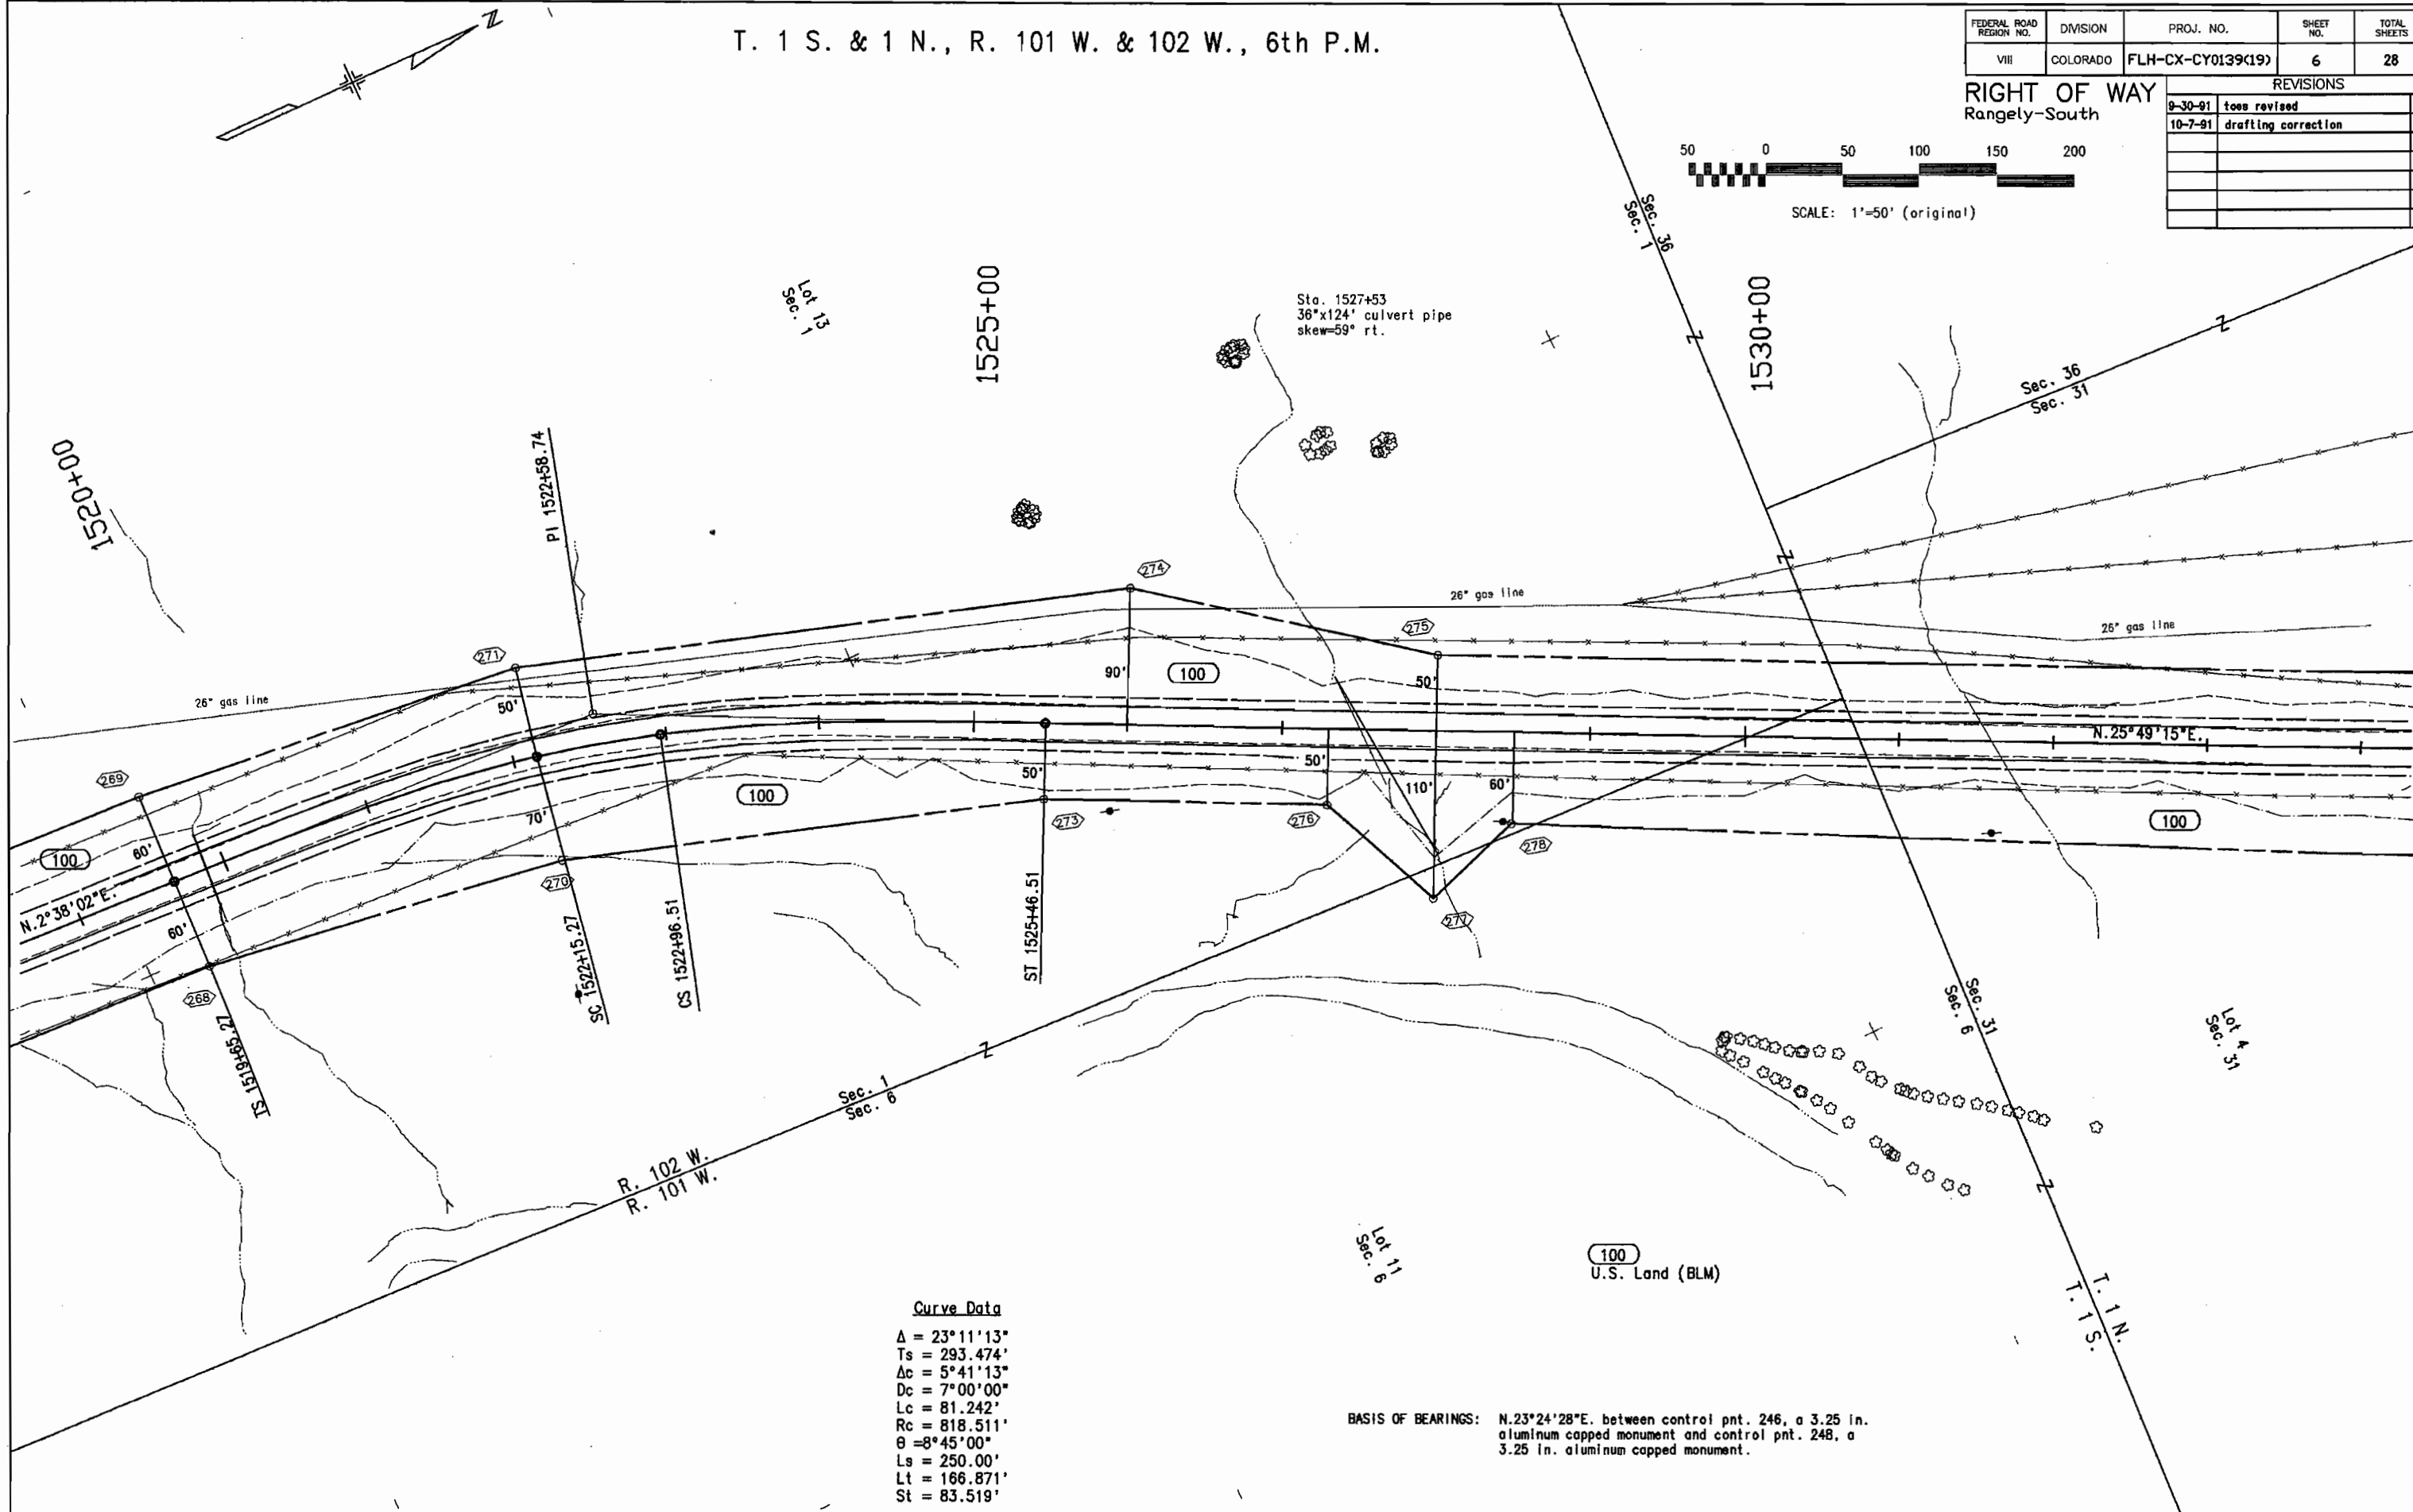 T. 1 S. & 1 N., R. 101 W. & 102 W., 6th P.M.
FEDERAL ROAD REGION NO. DIVISION PROJ. NO. SHEET NO. TOTAL SHEETS
VIII COLORADO FLH-CX-CY0139(19) 6 28
RIGHT OF WAY
Rangely-South
REVISIONS
9-30-91 toes revised
10-7-91 drafting correction
50 0 50 100 150 200
SCALE: 1'=50' (original)
N
Sec. 36
Sec. 1
Lot 13
Sec. 1
1525+00
Sta. 1527+53
36"x124' culvert pipe
skew=59° rt.
1530+00
Sec. 36
Sec. 31
1520+00
PI 1522+58.74
274
26" gas line
275
26" gas line
271
26" gas line
90'
100
50'
50'
N.25°49'15"E.
269
50'
50'
110'
60'
100
70'
273
276
278
100
100
60'
N.2°38'02"E.
60'
270
277
268
TS 1519+65.27
SC 1522+15.27
CS 1522+96.51
ST 1525+46.51
Sec. 31
Sec. 6
Lot 4
Sec. 31
Sec. 1
Sec. 6
R. 102 W.
R. 101 W.
Lot 11
Sec. 6
100
U.S. Land (BLM)
T. 1 N.
T. 1 S.
Curve Data
Δ = 23°11'13"
Ts = 293.474'
Δc = 5°41'13"
Dc = 7°00'00"
Lc = 81.242'
Rc = 818.511'
θ =8°45'00"
Ls = 250.00'
Lt = 166.871'
St = 83.519'
BASIS OF BEARINGS: N.23°24'28"E. between control pnt. 246, a 3.25 in.
aluminum capped monument and control pnt. 248, a
3.25 in. aluminum capped monument.